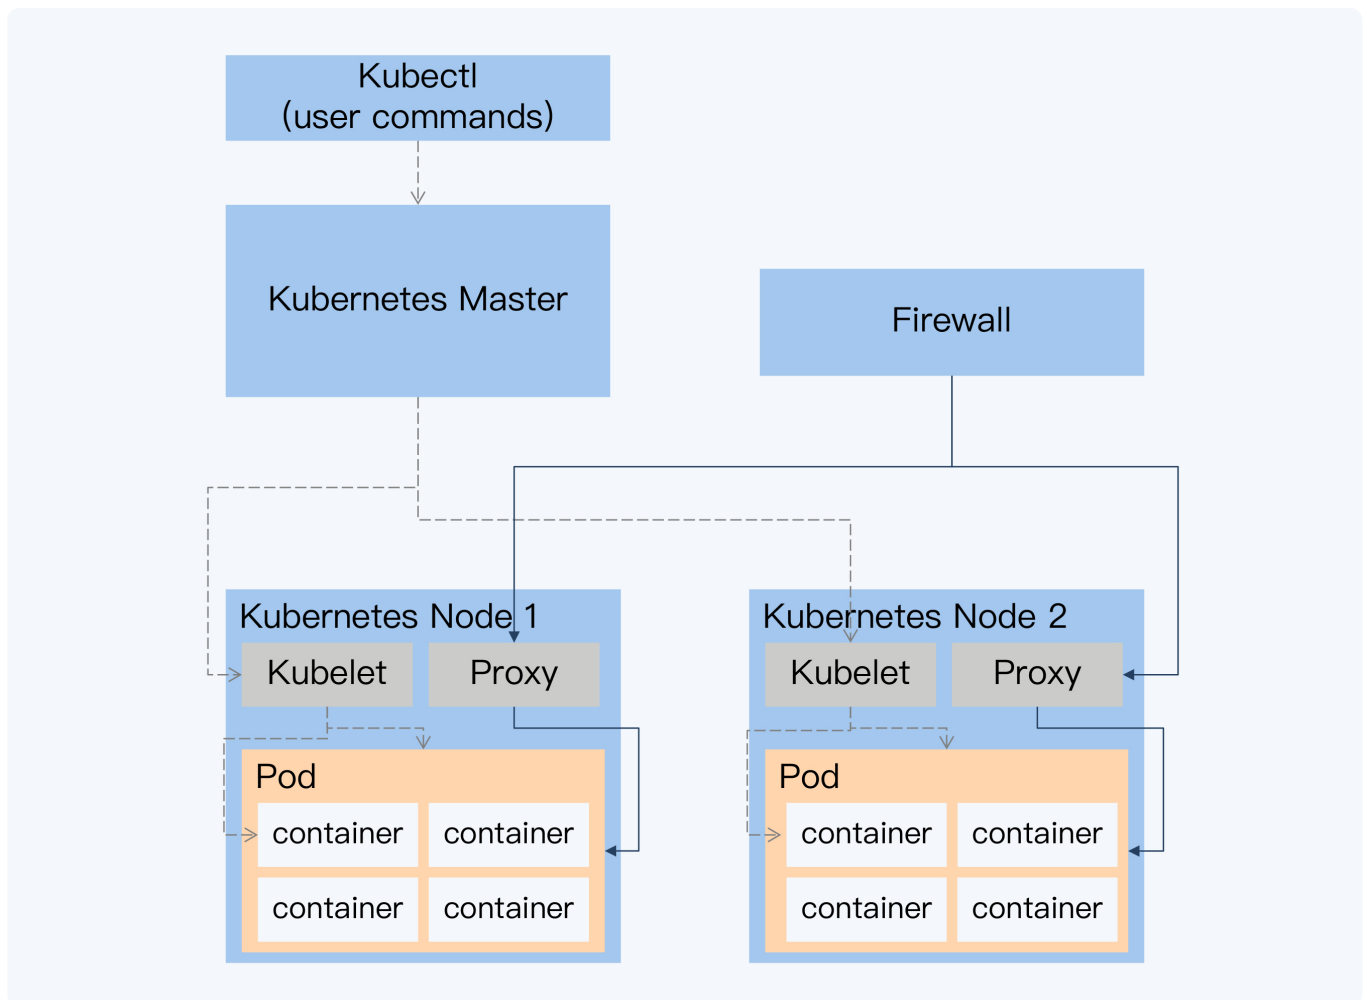 Kubectl
(user commands)
Kubernetes Master
Firewall
Kubernetes Node 1
Kubelet
Proxy
Pod
container
container
container
container
Kubernetes Node 2
Kubelet
Proxy
Pod
container
container
container
container